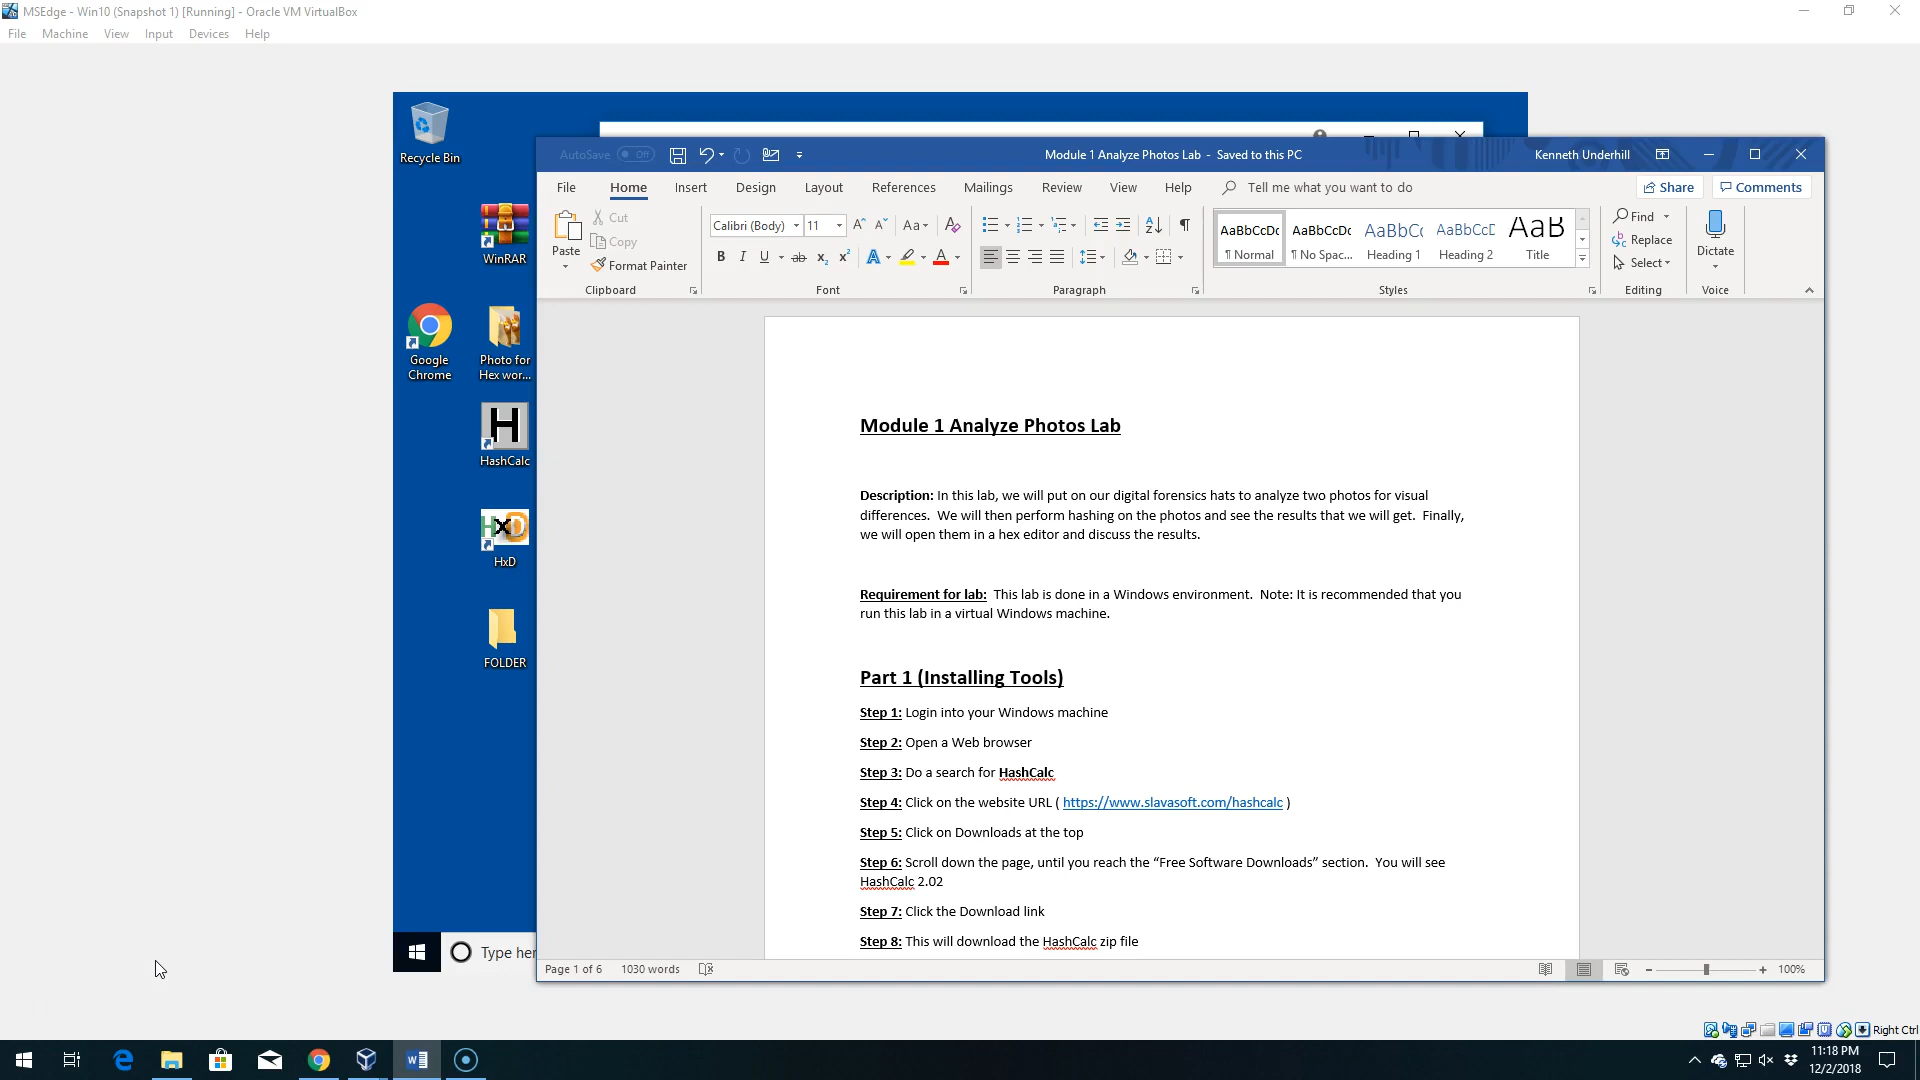 MSEdge - Win10 (Snapshot 1) [Running] - Oracle VM VirtualBox
File Machine View Input Devices Help
Recycle Bin
WinRAR
Google Chrome
Photo for Hex wor...
HashCalc
HxD
FOLDER
Type her
AutoSave Off
Module 1 Analyze Photos Lab - Saved to this PC
Kenneth Underhill
File Home Insert Design Layout References Mailings Review View Help Tell me what you want to do Share Comments
Paste
Cut
Copy
Format Painter
Clipboard
Calibri (Body) 11
Font
Paragraph
AaBbCcDc AaBbCcDc AaBbCc AaBbCcD AaB
¶ Normal ¶ No Spac... Heading 1 Heading 2 Title
Styles
Find
Replace
Select
Editing
Dictate
Voice
Module 1 Analyze Photos Lab
Description: In this lab, we will put on our digital forensics hats to analyze two photos for visual
differences. We will then perform hashing on the photos and see the results that we will get. Finally,
we will open them in a hex editor and discuss the results.
Requirement for lab: This lab is done in a Windows environment. Note: It is recommended that you
run this lab in a virtual Windows machine.
Part 1 (Installing Tools)
Step 1: Login into your Windows machine
Step 2: Open a Web browser
Step 3: Do a search for HashCalc
Step 4: Click on the website URL ( https://www.slavasoft.com/hashcalc )
Step 5: Click on Downloads at the top
Step 6: Scroll down the page, until you reach the “Free Software Downloads” section. You will see
HashCalc 2.02
Step 7: Click the Download link
Step 8: This will download the HashCalc zip file
Page 1 of 6 1030 words 100%
Right Ctrl
11:18 PM
12/2/2018